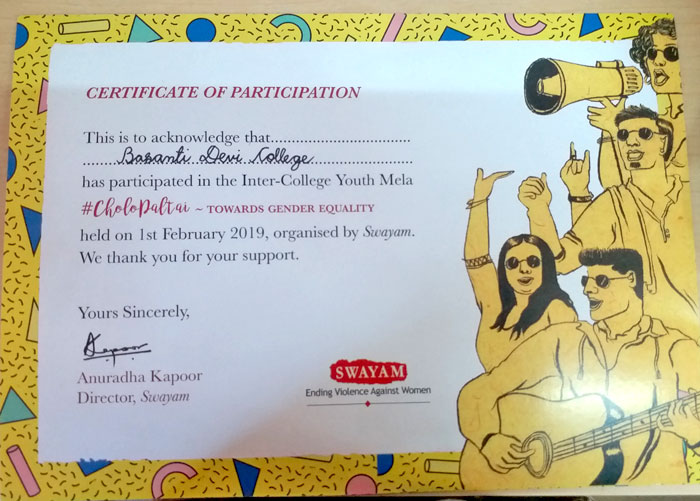 CERTIFICATE OF PARTICIPATION
This is to acknowledge that...................................
........Basanti Devi College.........................
has participated in the Inter-College Youth Mela
#CholoPaltai ~ TOWARDS GENDER EQUALITY
held on 1st February 2019, organised by Swayam.
We thank you for your support.
Yours Sincerely,
AKapoor
Anuradha Kapoor
Director, Swayam
SWAYAM
Ending Violence Against Women